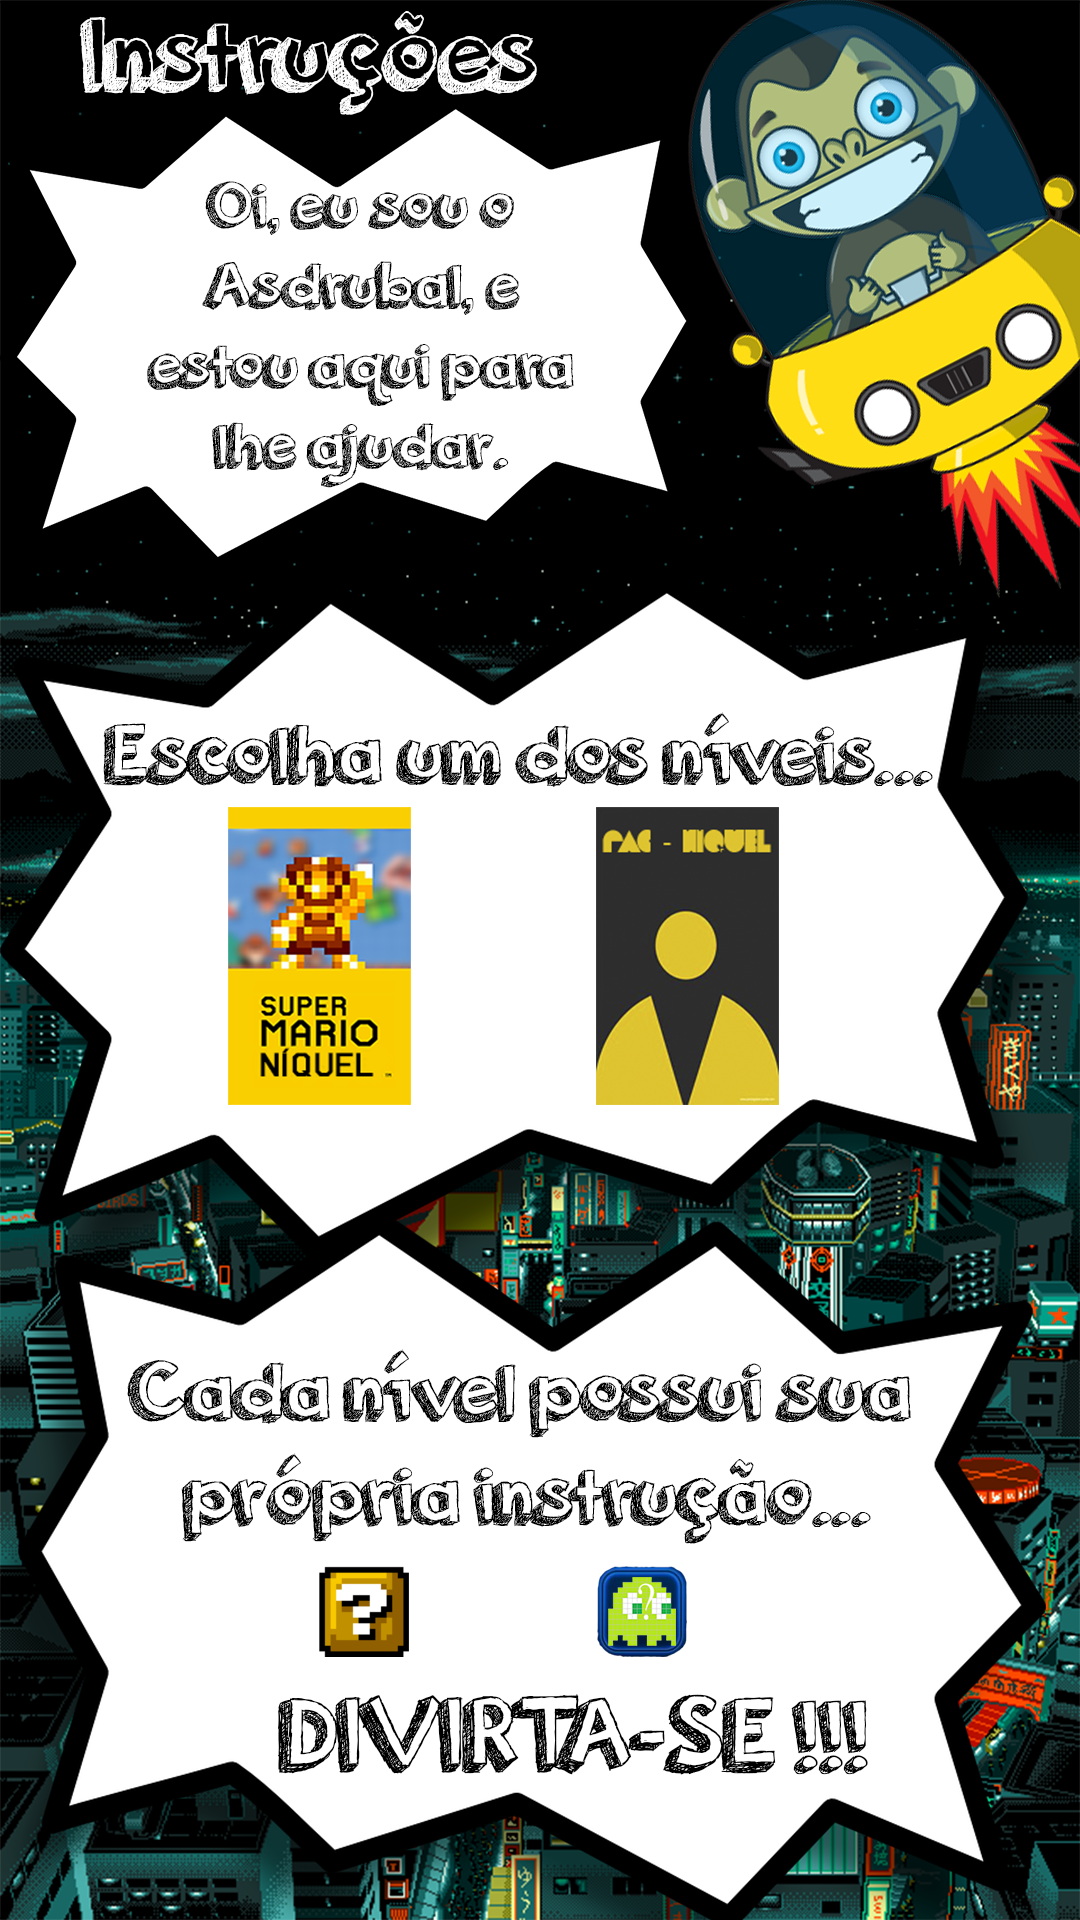 Instruções
Oi, eu sou o
Asdrubal, e
estou aqui para
lhe ajudar.
Escolha um dos níveis...
SUPER
MARIO
NÍQUEL
PAC - NIQUEL
Cada nível possui sua
própria instrução...
?
?
DIVIRTA-SE !!!